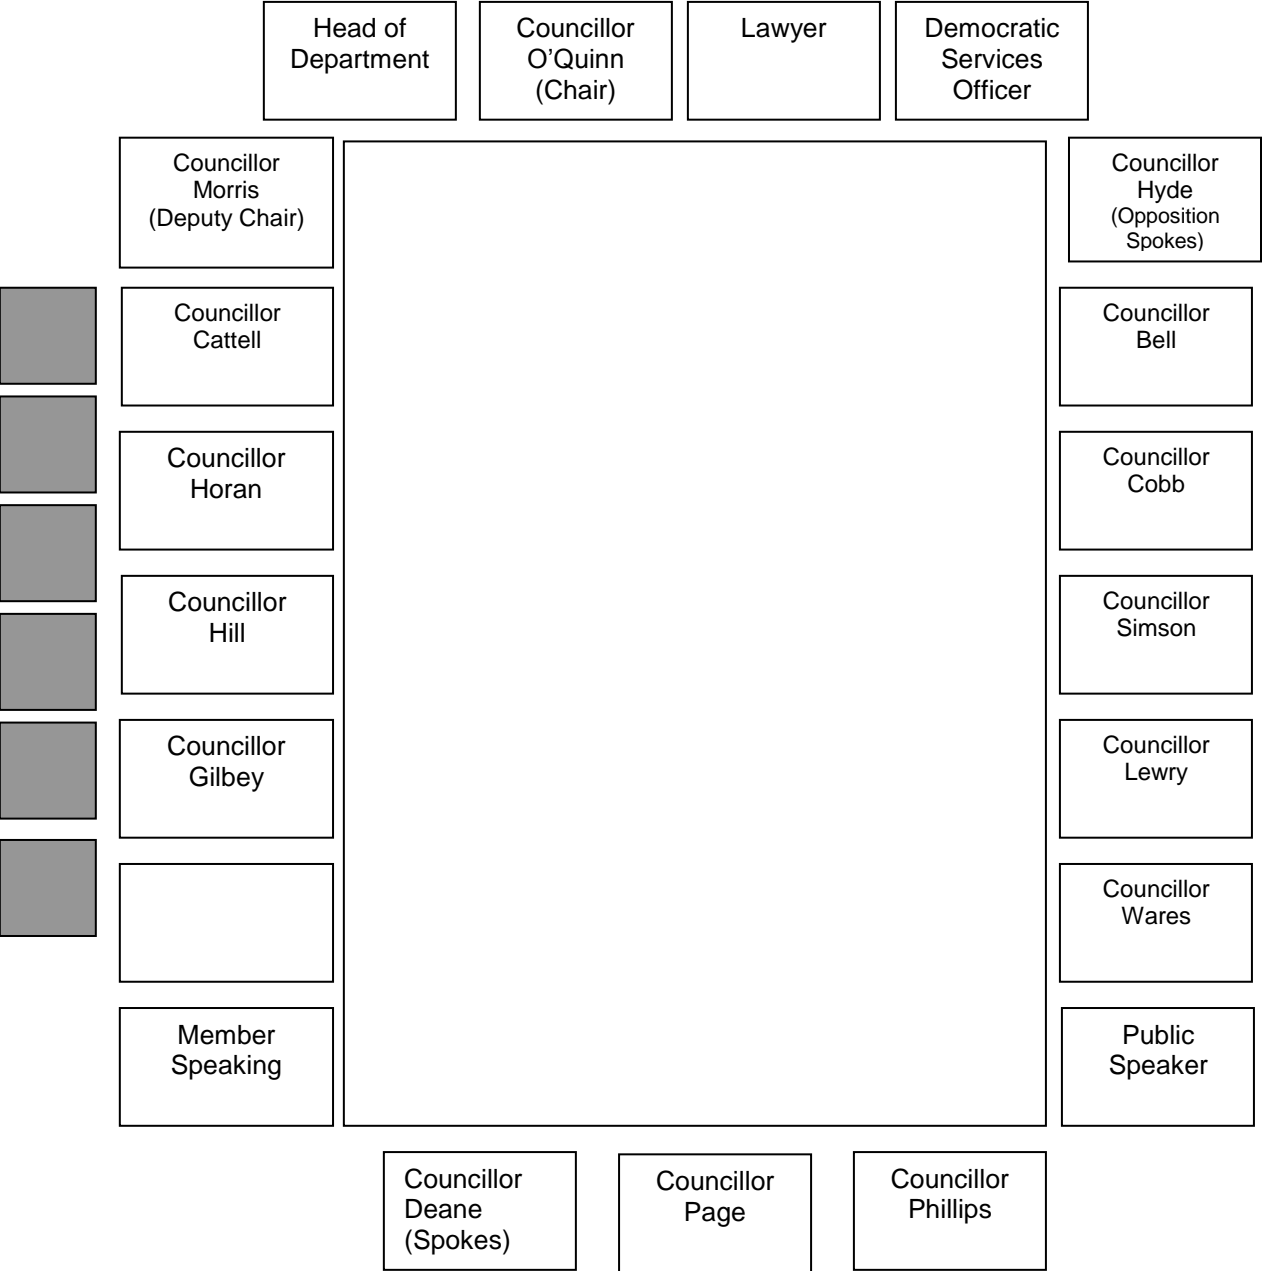 Head of
Department
Councillor
O’Quinn
(Chair)
Lawyer
Democratic
Services
Officer
Councillor
Morris
(Deputy Chair)
Councillor
Hyde
(Opposition
Spokes)
Councillor
Cattell
Councillor
Bell
Councillor
Horan
Councillor
Cobb
Councillor
Hill
Councillor
Simson
Councillor
Gilbey
Councillor
Lewry
Councillor
Wares
Member
Speaking
Public
Speaker
Councillor
Deane
(Spokes)
Councillor
Page
Councillor
Phillips